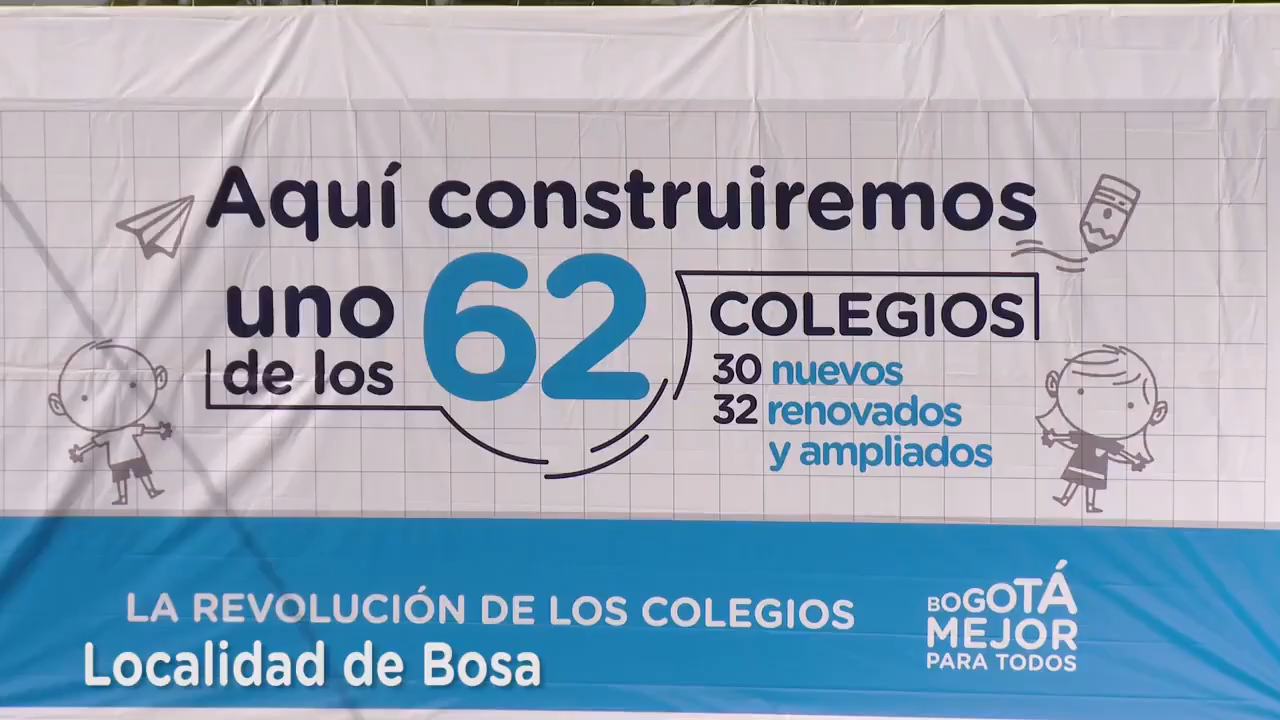 Aquí construiremos
uno
de los
62
COLEGIOS
30 nuevos
32 renovados
y ampliados
LA REVOLUCIÓN DE LOS COLEGIOS
BOGOTÁ
MEJOR
PARA TODOS
Localidad de Bosa